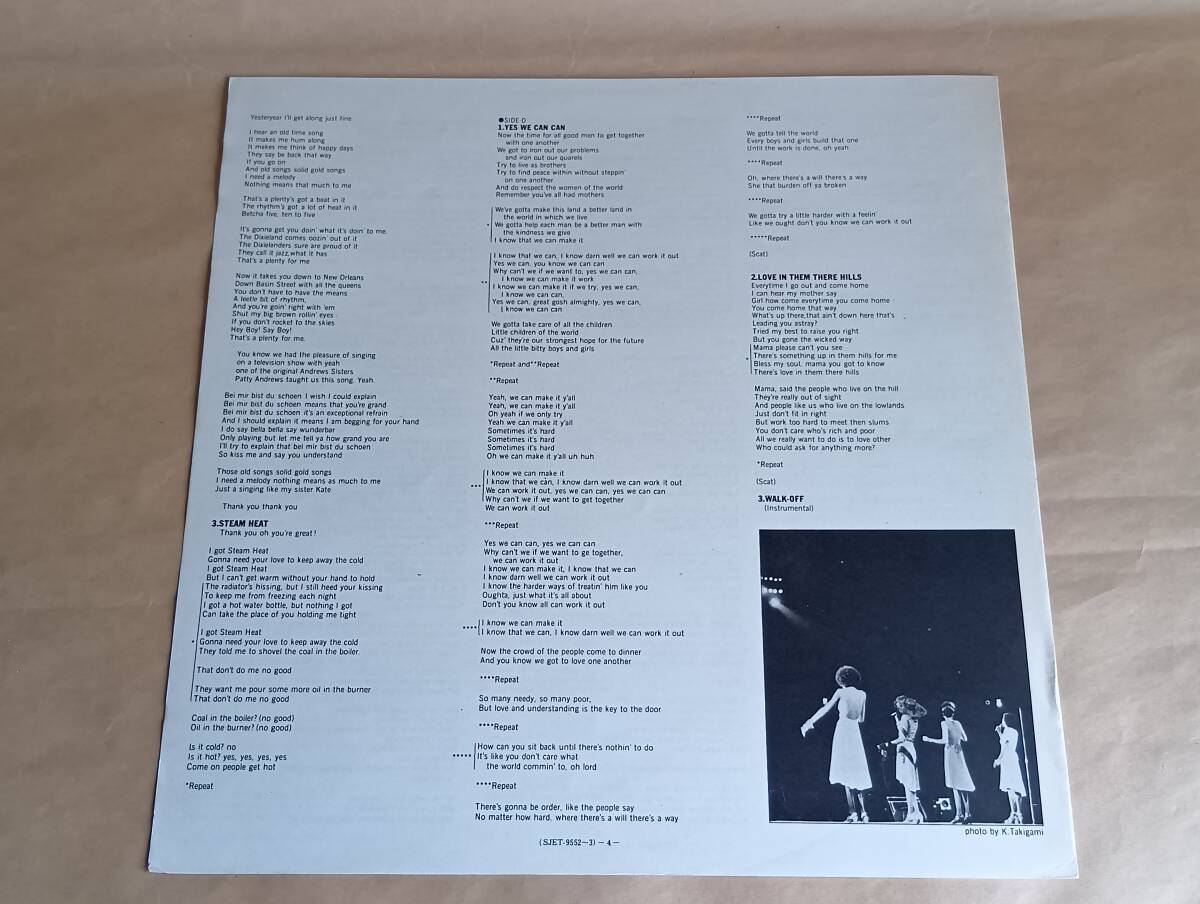 Yesteryear I'll get along just fine
I hear an old time song
It makes me hum along
It makes me think of happy days
They say be back that way
If you go on
And old songs solid gold songs
I need a melody
Nothing means that much to me
That's a plenty's got a beat in it
The rhythm's got a lot of heat in it
Betcha five, ten to five
It's gonna get you doin' what it's doin' to me.
The Dixieland comes oozin' out of it
The Dixielanders sure are proud of it
They call it jazz, what it has
That's a plenty for me
Now it takes you down to New Orleans
Down Basin Street with all the queens
You don't have to have the means
A leetle bit of rhythm,
And you're goin' right with 'em
Shut my big brown rollin' eyes
If you don't rocket to the skies
Hey Boy! Say Boy!
That's a plenty for me.
You know we had the pleasure of singing
on a television show with yeah
one of the original Andrews Sisters
Patty Andrews taught us this song. Yeah.
Bei mir bist du schoen I wish I could explain
Bei mir bist du schoen means that you're grand
Bei mir bist du schoen it's an exceptional refrain
And I should explain it means I am begging for your hand
I do say bella bella say wunderbar
Only playing but let me tell ya how grand you are
I'll try to explain that bei mir bist du schoen
So kiss me and say you understand
Those old songs solid gold songs
I need a melody nothing means as much to me
Just a singing like my sister Kate
Thank you thank you
3.STEAM HEAT
Thank you oh you're great!
I got Steam Heat
Gonna need your love to keep away the cold
I got Steam Heat
But I can't get warm without your hand to hold
The radiator's hissing, but I still heed your kissing
To keep me from freezing each night
I got a hot water bottle, but nothing I got
Can take the place of you holding me tight
I got Steam Heat
* Gonna need your love to keep away the cold
They told me to shovel the coal in the boiler.
That don't do me no good
They want me pour some more oil in the burner
That don't do me no good
Coal in the boiler? (no good)
Oil in the burner? (no good)
Is it cold? no
Is it hot? yes, yes, yes, yes
Come on people get hot
*Repeat
●SIDE·D
1.YES WE CAN CAN
Now the time for all good men to get together
with one another
We got to iron out our problems
and iron out our quarels
Try to live as brothers
Try to find peace within without steppin'
on one another
And do respect the women of the world
Remember you've all had mothers
We've gotta make this land a better land in
the world in which we live
* We gotta help each man be a better man with
the kindness we give
I know that we can make it
I know that we can, I know darn well we can work it out
Yes we can, you know we can can
Why can't we if we want to, yes we can can,
I know we can make it work
** I know we can make it if we try, yes we can,
I know we can can,
Yes we can, great gosh almighty, yes we can,
I know we can can
We gotta take care of all the children
Little children of the world
Cuz' they're our strongest hope for the future
All the little bitty boys and girls
*Repeat and**Repeat
**Repeat
Yeah, we can make it y'all
Yeah, we can make it y'all
Oh yeah if we only try
Yeah we can make it y'all
Sometimes it's hard
Sometimes it's hard
Sometimes it's hard
Oh we can make it y'all uh huh
I know we can make it
I know that we can, I know darn well we can work it out
*** We can work it out, yes we can can, yes we can can
Why can't we if we want to get together
We can work it out
***Repeat
Yes we can can, yes we can can
Why can't we if we want to ge together,
we can work it out
I know we can make it, I know that we can
I know darn well we can work it out
I know the harder ways of treatin' him like you
Oughta, just what it's all about
Don't you know all can work it out
**** I know we can make it
I know that we can, I know darn well we can work it out
Now the crowd of the people come to dinner
And you know we got to love one another
****Repeat
So many needy, so many poor,
But love and understanding is the key to the door
****Repeat
How can you sit back until there's nothin' to do
***** It's like you don't care what
the world commin' to, oh lord
****Repeat
There's gonna be order, like the people say
No matter how hard, where there's a will there's a way
****Repeat
We gotta tell the world
Every boys and girls build that one
Until the work is done, oh yeah
****Repeat
Oh, where there's a will there's a way
She that burden off ya broken
****Repeat
We gotta try a little harder with a feelin'
Like we ought don't you know we can work it out
*****Repeat
(Scat)
2.LOVE IN THEM THERE HILLS
Everytime I go out and come home
I can hear my mother say
Girl how come everytime you come home
You come home that way
What's up there, that ain't down here that's
Leading you astray?
Tried my best to raise you right
But you gone the wicked way
Mama please can't you see
* There's something up in them hills for me
Bless my soul, mama you got to know
There's love in them there hills
Mama, said the people who live on the hill
They're really out of sight
And people like us who live on the lowlands
Just don't fit in right
But work too hard to meet then slums
You don't care who's rich and poor
All we really want to do is to love other
Who could ask for anything more?
*Repeat
(Scat)
3.WALK-OFF
(Instrumental)
photo by K.Takigami
(SJET-9552~3) - 4 -